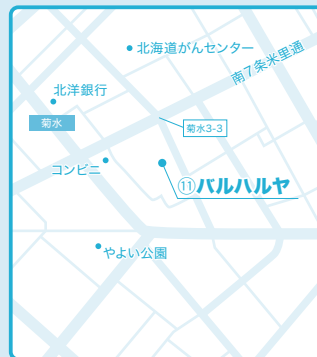 北海道がんセンター
南7条米里通
北洋銀行
菊水
菊水3-3
コンビニ
⑪バルハルヤ
やよい公園